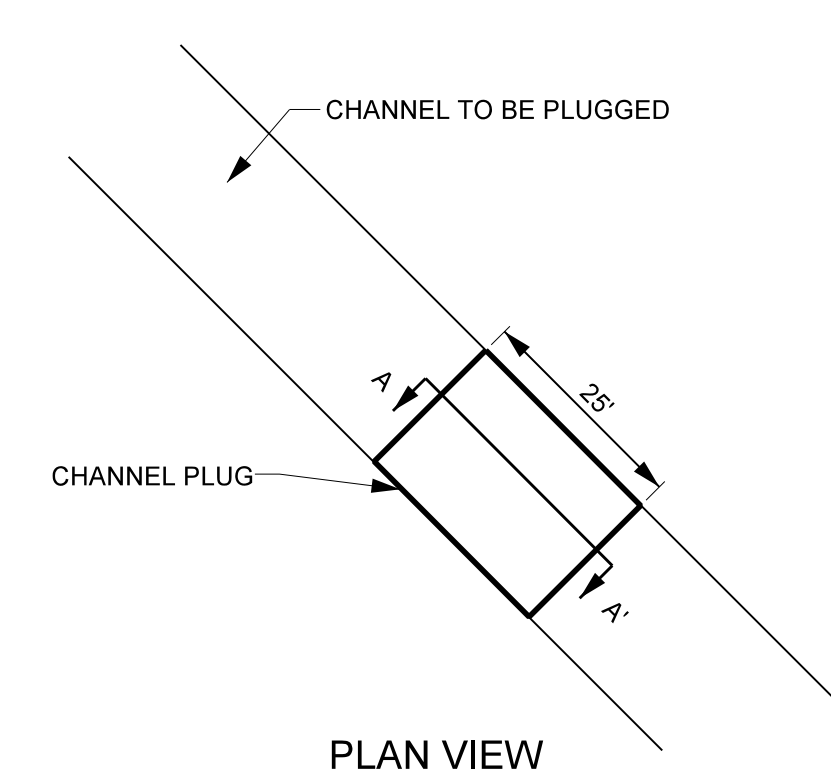 CHANNEL TO BE PLUGGED
A
25'
CHANNEL PLUG
A'
PLAN VIEW